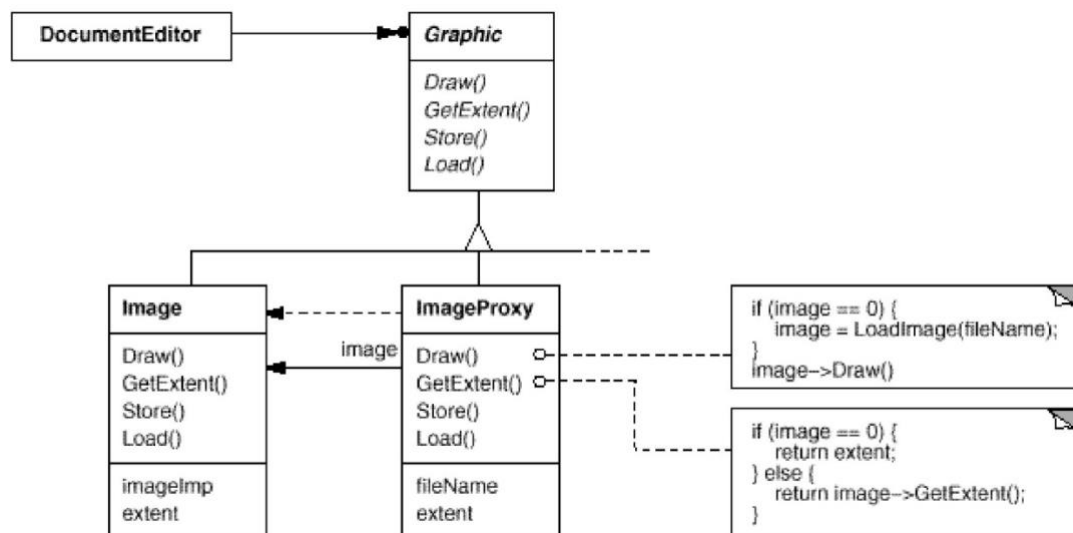 DocumentEditor
Graphic
Draw()
GetExtent()
Store()
Load()
Image
Draw()
GetExtent()
Store()
Load()
imageImp
extent
image
ImageProxy
Draw()
GetExtent()
Store()
Load()
fileName
extent
if (image == 0) {
image = LoadImage(fileName);
}
image->Draw()
if (image == 0) {
return extent;
} else {
return image->GetExtent();
}